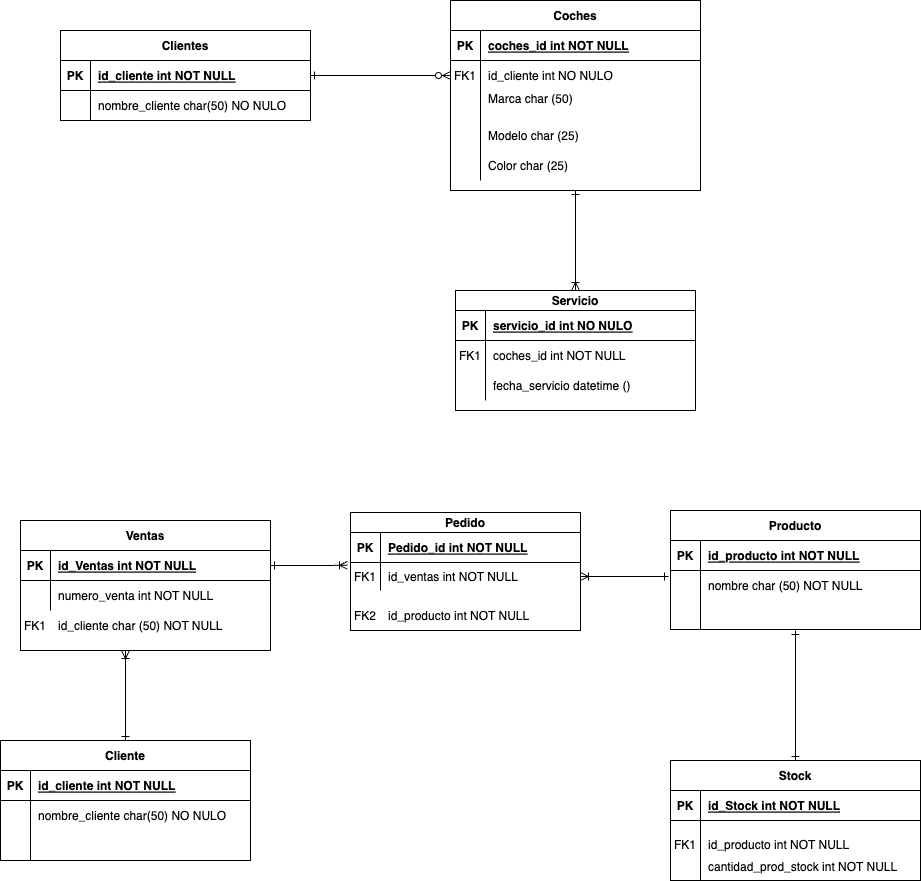 Clientes
PK id_cliente int NOT NULL
nombre_cliente char(50) NO NULO
Coches
PK coches_id int NOT NULL
FK1 id_cliente int NO NULO
Marca char (50)
Modelo char (25)
Color char (25)
Servicio
PK servicio_id int NO NULO
FK1 coches_id int NOT NULL
fecha_servicio datetime ()
Ventas
PK id_Ventas int NOT NULL
numero_venta int NOT NULL
FK1 id_cliente char (50) NOT NULL
Pedido
PK Pedido_id int NOT NULL
FK1 id_ventas int NOT NULL
FK2 id_producto int NOT NULL
Producto
PK id_producto int NOT NULL
nombre char (50) NOT NULL
Cliente
PK id_cliente int NOT NULL
nombre_cliente char(50) NO NULO
Stock
PK id_Stock int NOT NULL
FK1 id_producto int NOT NULL
cantidad_prod_stock int NOT NULL